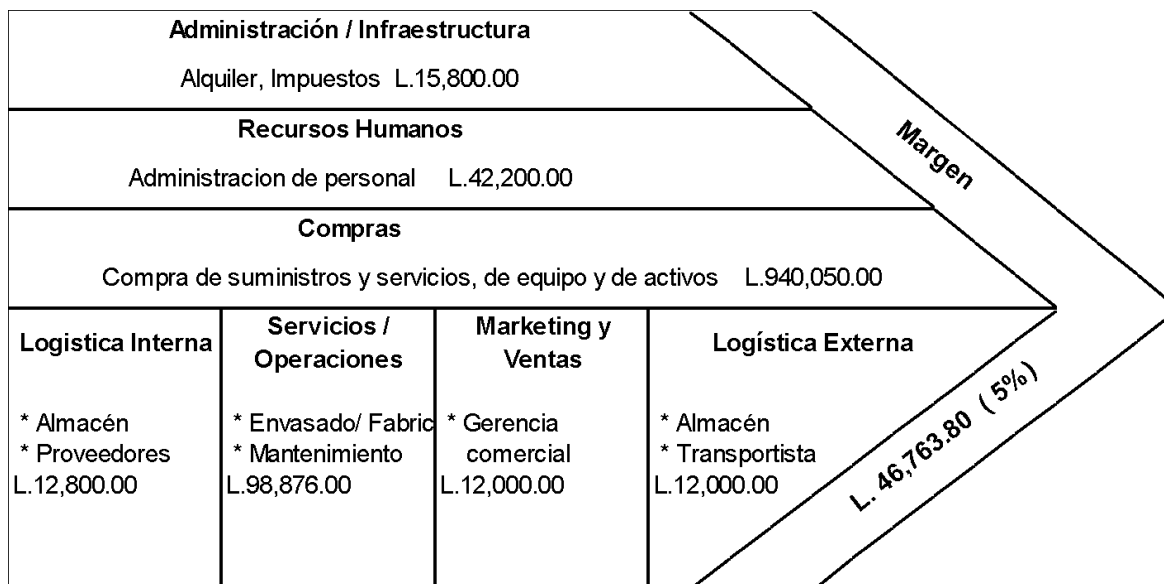 Administración / Infraestructura
Alquiler, Impuestos L.15,800.00
Recursos Humanos
Administracion de personal L.42,200.00
Compras
Compra de suministros y servicios, de equipo y de activos L.940,050.00
Margen
Logistica Interna
* Almacén
* Proveedores
L.12,800.00
Servicios /
Operaciones
* Envasado/ Fabric
* Mantenimiento
L.98,876.00
Marketing y
Ventas
* Gerencia
comercial
L.12,000.00
Logística Externa
* Almacén
* Transportista
L.12,000.00
L. 46,763.80 ( 5%)